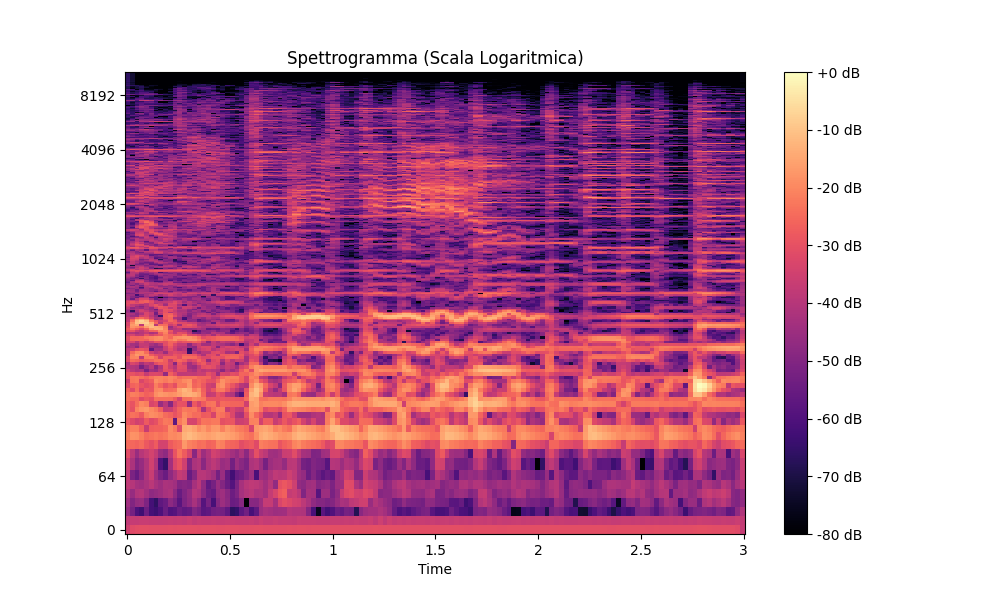 Spettrogramma (Scala Logaritmica)
Hz
8192
4096
2048
1024
512
256
128
64
0
0
0.5
1
1.5
2
2.5
3
Time
+0 dB
-10 dB
-20 dB
-30 dB
-40 dB
-50 dB
-60 dB
-70 dB
-80 dB